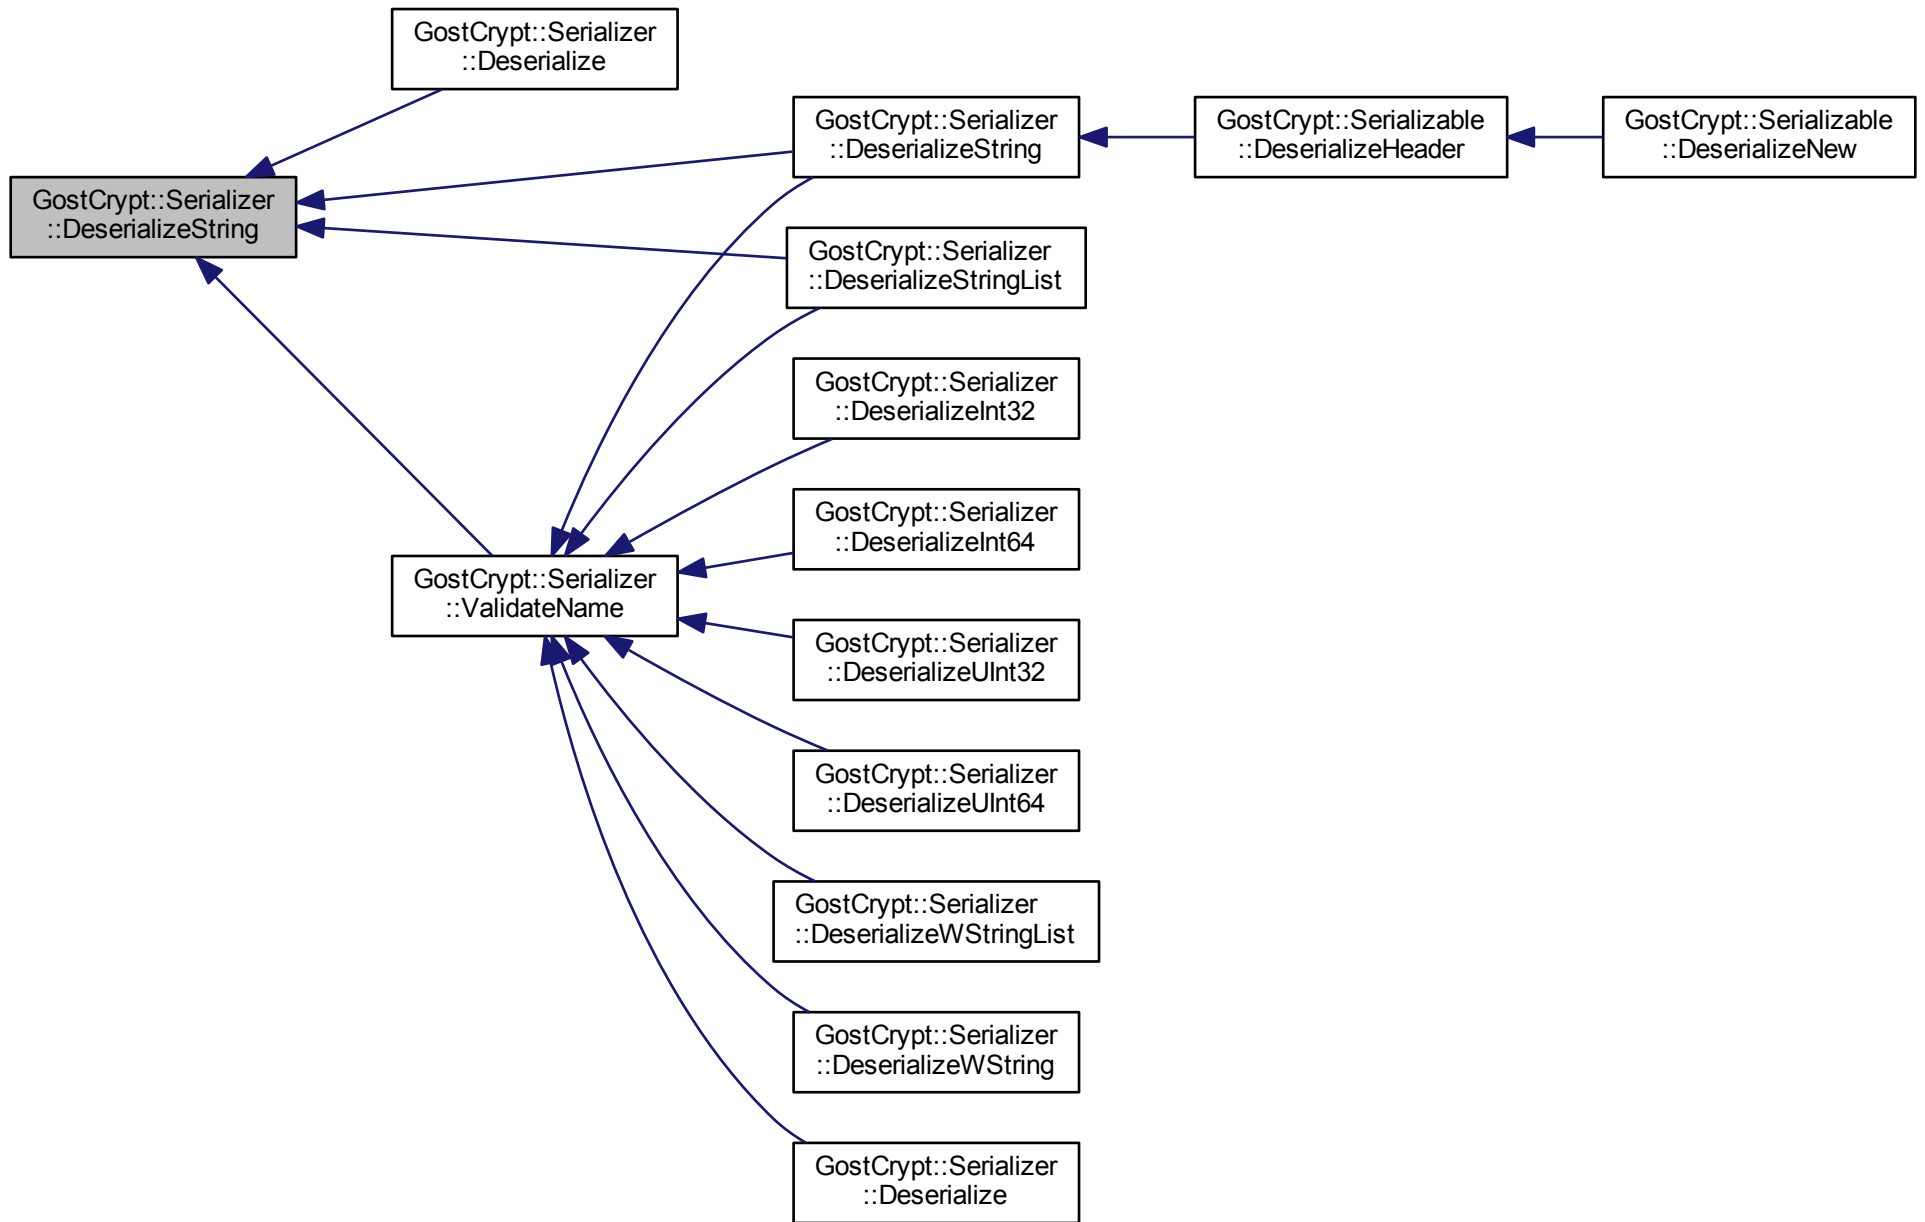 GostCrypt::Serializer
::Deserialize
GostCrypt::Serializer
::DeserializeString
GostCrypt::Serializable
::DeserializeHeader
GostCrypt::Serializable
::DeserializeNew
GostCrypt::Serializer
::DeserializeString
GostCrypt::Serializer
::DeserializeStringList
GostCrypt::Serializer
::DeserializeInt32
GostCrypt::Serializer
::DeserializeInt64
GostCrypt::Serializer
::ValidateName
GostCrypt::Serializer
::DeserializeUInt32
GostCrypt::Serializer
::DeserializeUInt64
GostCrypt::Serializer
::DeserializeWStringList
GostCrypt::Serializer
::DeserializeWString
GostCrypt::Serializer
::Deserialize